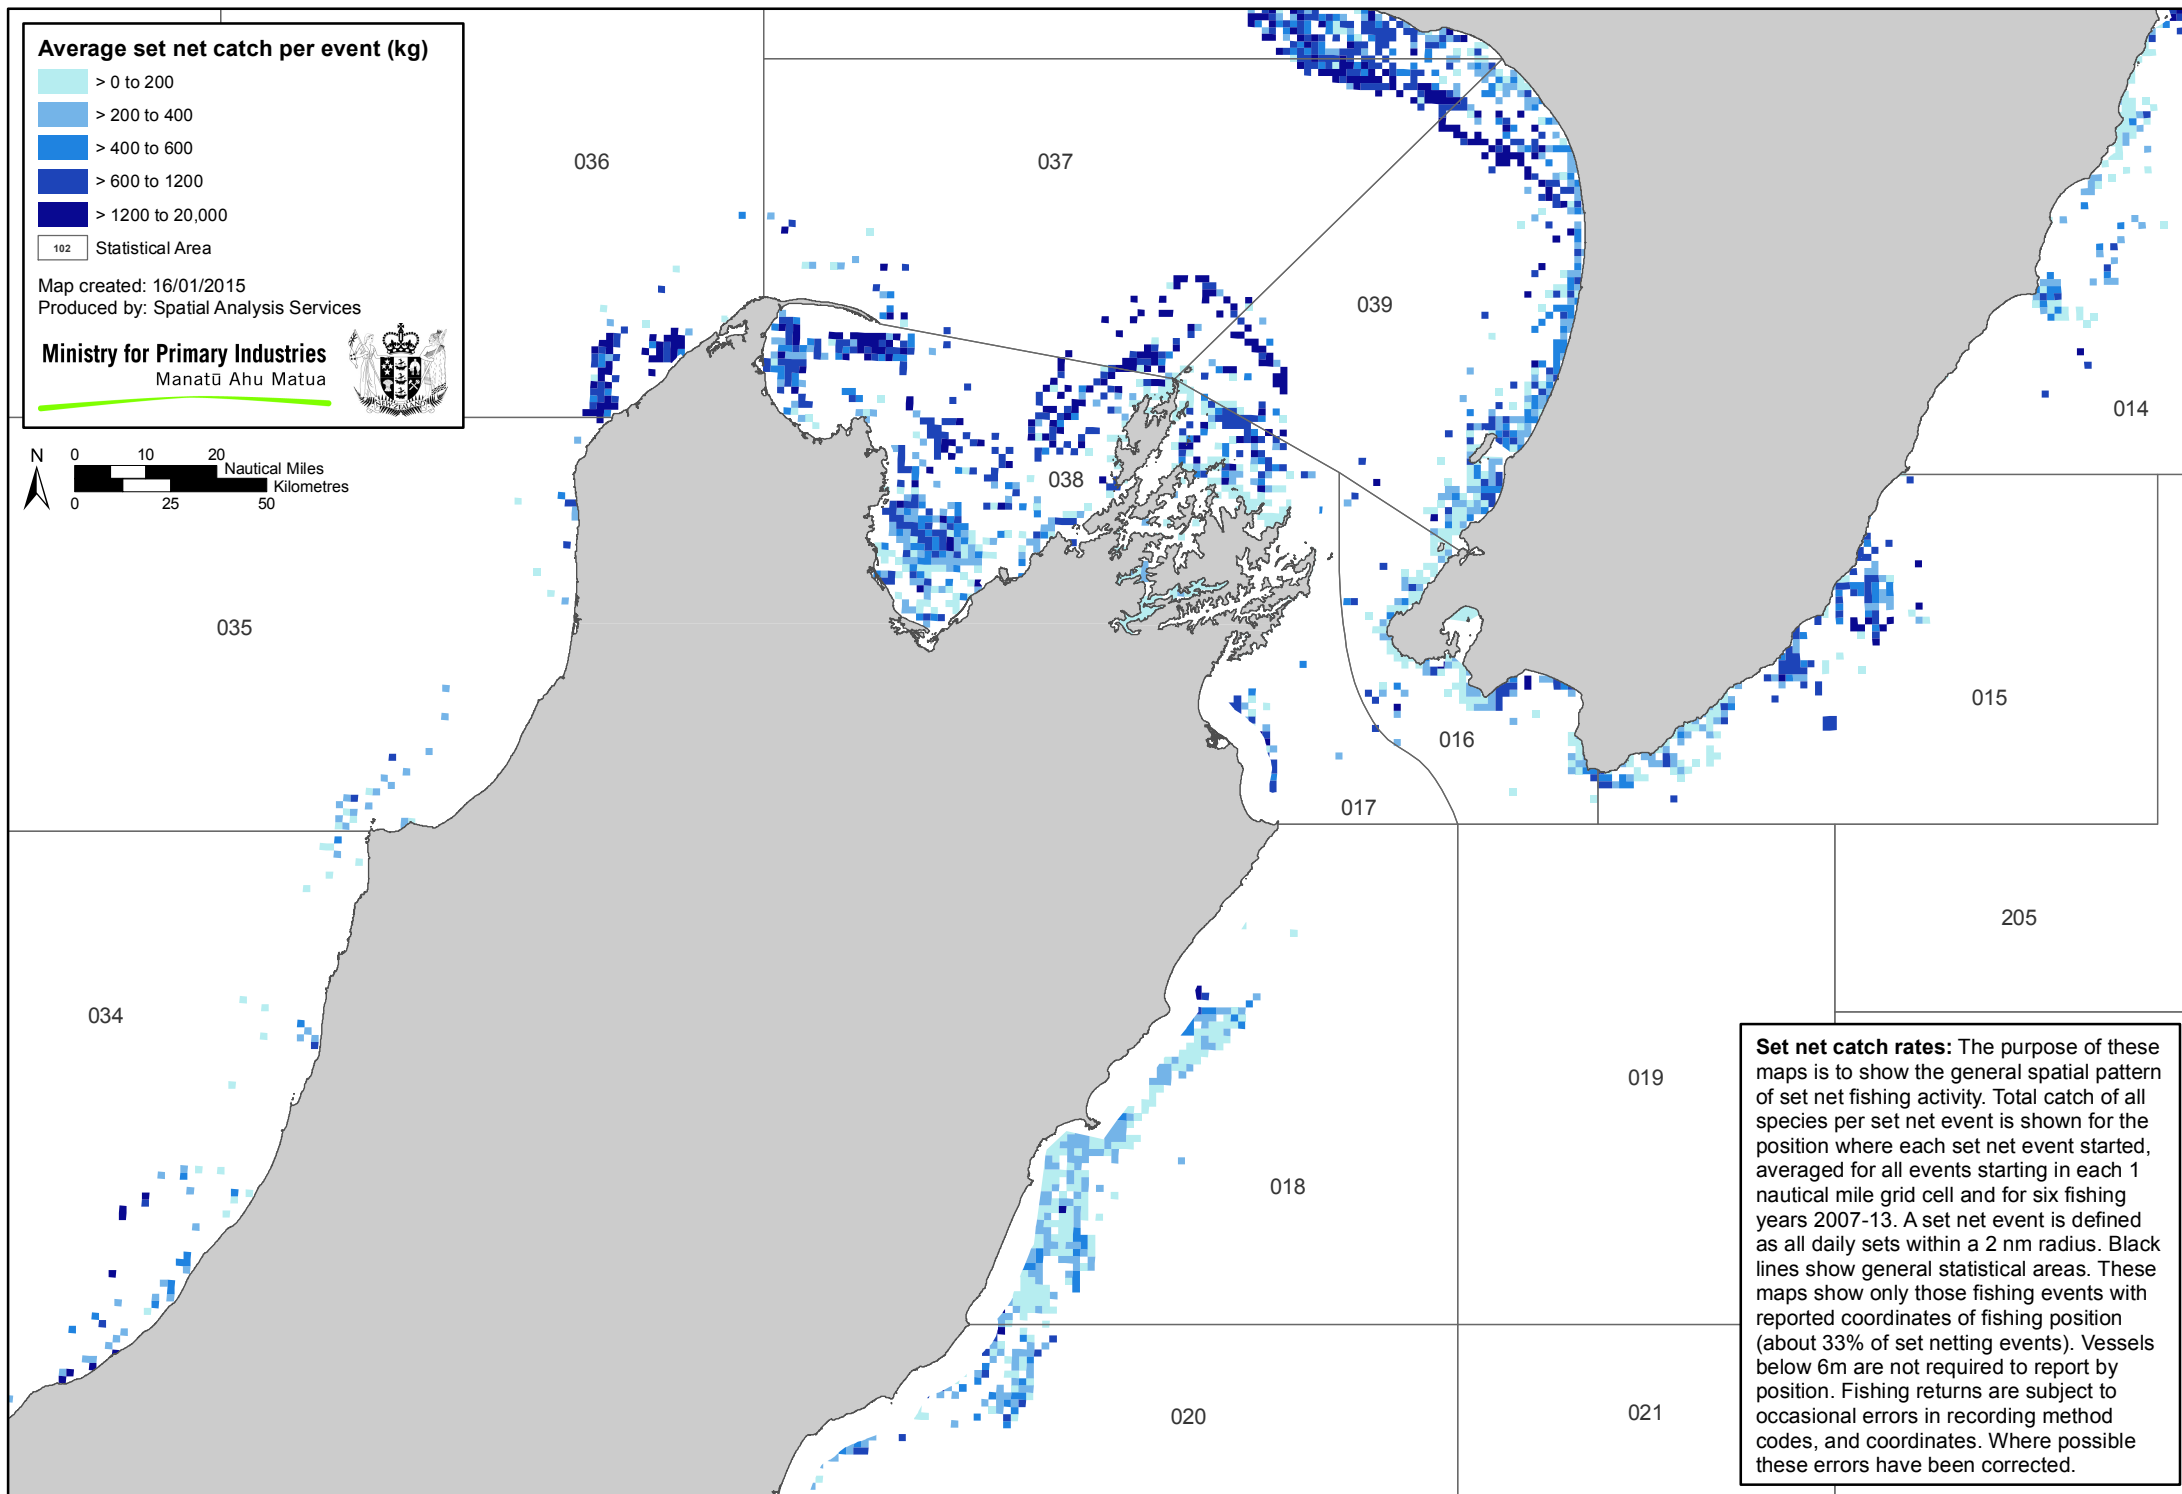 Average set net catch per event (kg)
> 0 to 200
> 200 to 400
> 400 to 600
> 600 to 1200
> 1200 to 20,000
102 Statistical Area
Map created: 16/01/2015
Produced by: Spatial Analysis Services
Ministry for Primary Industries
Manatū Ahu Matua
N
0 10 20 Nautical Miles
Kilometres
0 25 50
036
037
039
014
038
035
015
016
017
205
034
019
018
020
021
Set net catch rates: The purpose of these
maps is to show the general spatial pattern
of set net fishing activity. Total catch of all
species per set net event is shown for the
position where each set net event started,
averaged for all events starting in each 1
nautical mile grid cell and for six fishing
years 2007-13. A set net event is defined
as all daily sets within a 2 nm radius. Black
lines show general statistical areas. These
maps show only those fishing events with
reported coordinates of fishing position
(about 33% of set netting events). Vessels
below 6m are not required to report by
position. Fishing returns are subject to
occasional errors in recording method
codes, and coordinates. Where possible
these errors have been corrected.